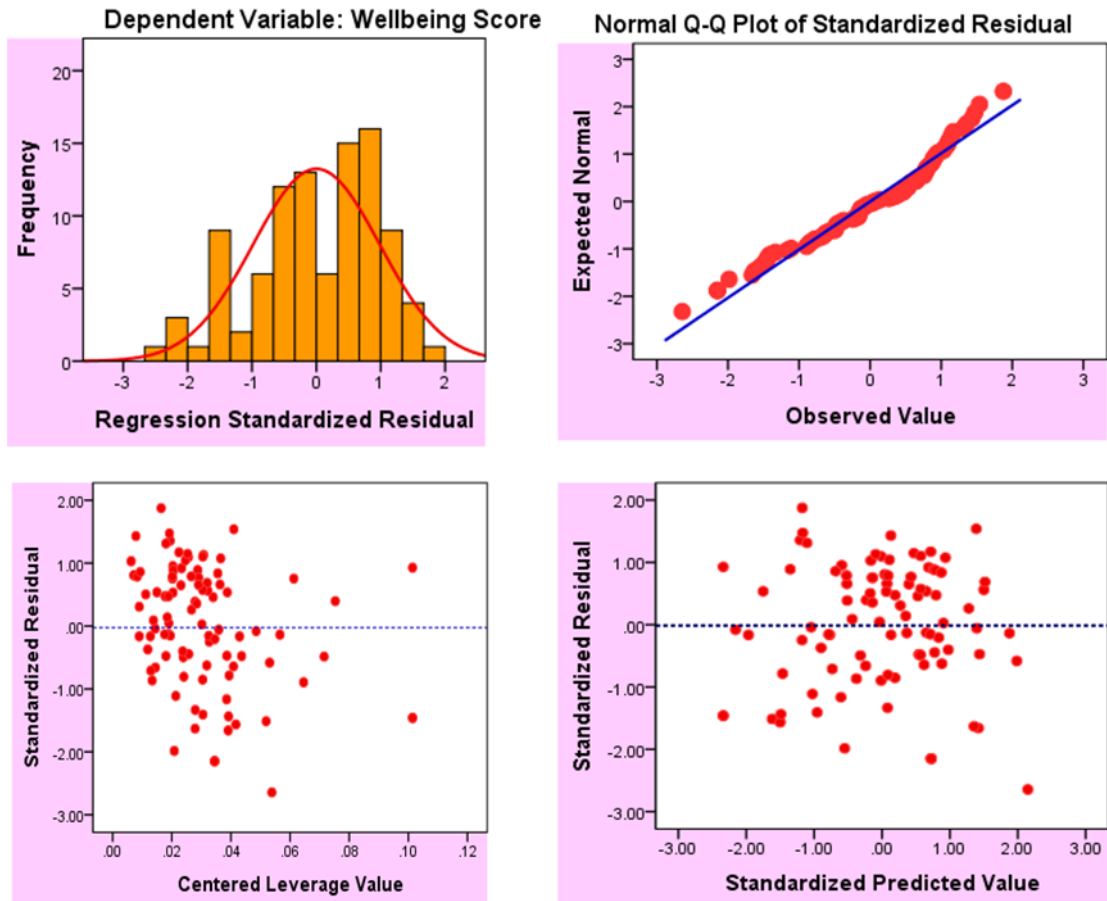 Dependent Variable: Wellbeing Score
Frequency
20
15
10
5
0
-3 -2 -1 0 1 2
Regression Standardized Residual
Normal Q-Q Plot of Standardized Residual
Expected Normal
3
2
1
0
-1
-2
-3
-3 -2 -1 0 1 2 3
Observed Value
Standardized Residual
2.00
1.00
.00
-1.00
-2.00
-3.00
.00 .02 .04 .06 .08 .10 .12
Centered Leverage Value
Standardized Residual
2.00
1.00
.00
-1.00
-2.00
-3.00
-3.00 -2.00 -1.00 .00 1.00 2.00 3.00
Standardized Predicted Value